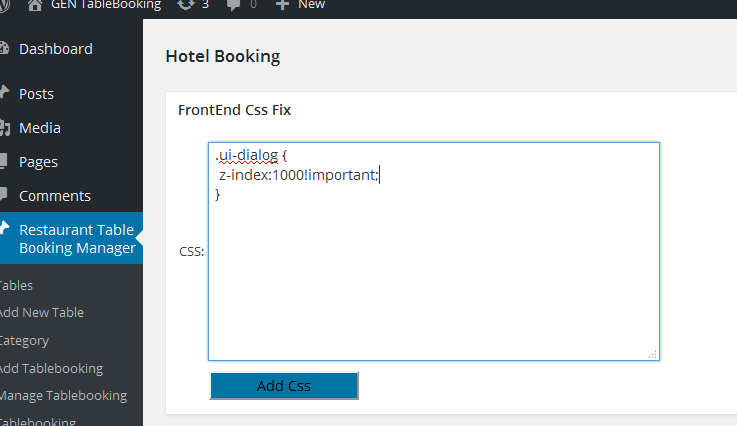 GEN TableBooking 3 0 New
Dashboard
Posts
Media
Pages
Comments
Restaurant Table
Booking Manager
Tables
Add New Table
Category
Add Tablebooking
Manage Tablebooking
Tablebooking
Hotel Booking
FrontEnd Css Fix
CSS:
.ui-dialog {
z-index:1000!important;
}
Add Css